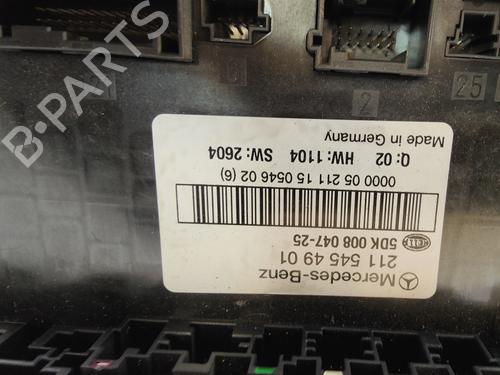 Mercedes-Benz
211 545 49 01
HELLA 5DK 008 047-25
0000 05 211 15 0546 02 (6)
Q: 02 HW: 1104 SW: 2604
Made in Germany
2
25
B-PARTS